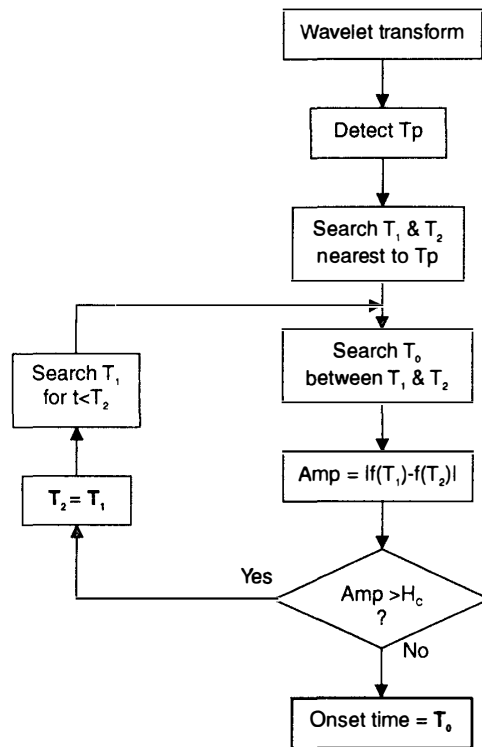 Wavelet transform
Detect Tp
Search T₁ & T₂
nearest to Tp
Search T₀
between T₁ & T₂
Amp = |f(T₁)-f(T₂)|
Amp >H_c
?
Yes
No
T₂= T₁
Search T₁
for t<T₂
Onset time = T₀